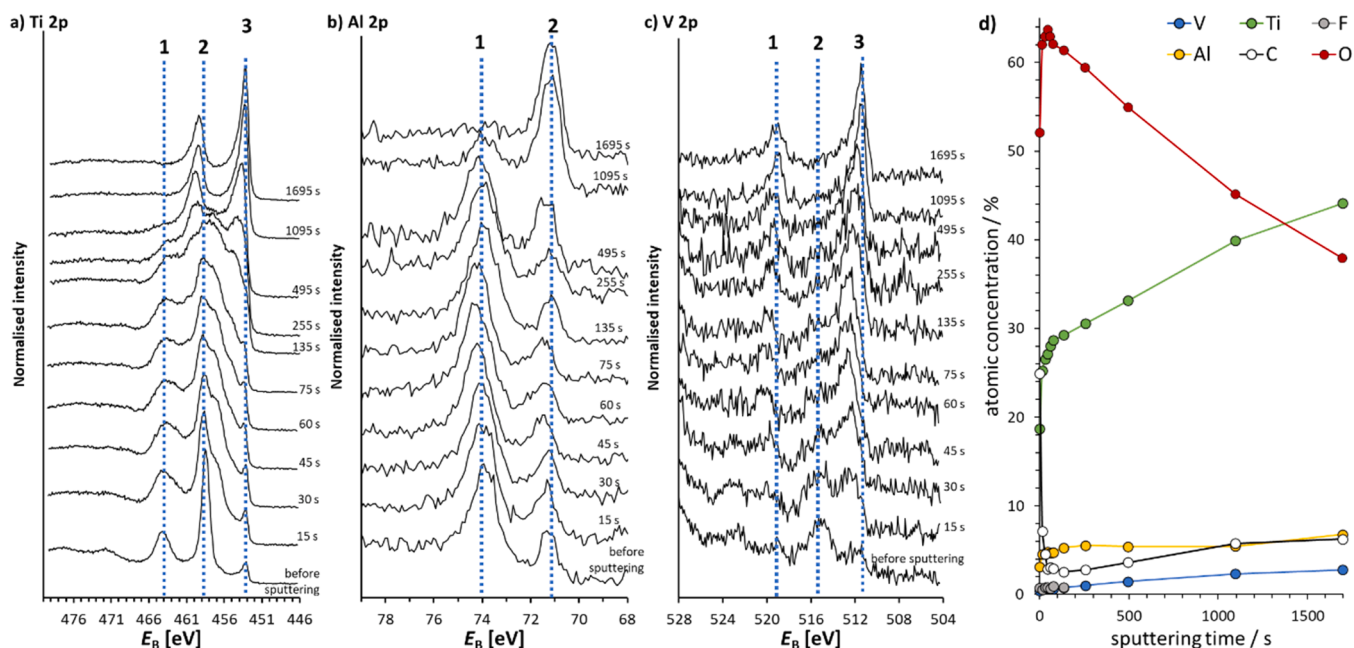 a) Ti 2p
1
2
3
Normalised intensity
1695 s
1095 s
495 s
255 s
135 s
75 s
60 s
45 s
30 s
15 s
before
sputtering
476 471 466 461 456 451 446
EB [eV]
b) Al 2p
1
2
Normalised intensity
1695 s
1095 s
495 s
255 s
135 s
75 s
60 s
45 s
30 s
15 s
before
sputtering
78 76 74 72 70 68
EB [eV]
c) V 2p
1
2
3
Normalised intensity
1695 s
1095 s
495 s
255 s
135 s
75 s
60 s
45 s
30 s
15 s
before sputtering
528 524 520 516 512 508 504
EB [eV]
d)
V Ti F
Al C O
atomic concentration / %
60
50
40
30
20
10
0
0 500 1000 1500
sputtering time / s